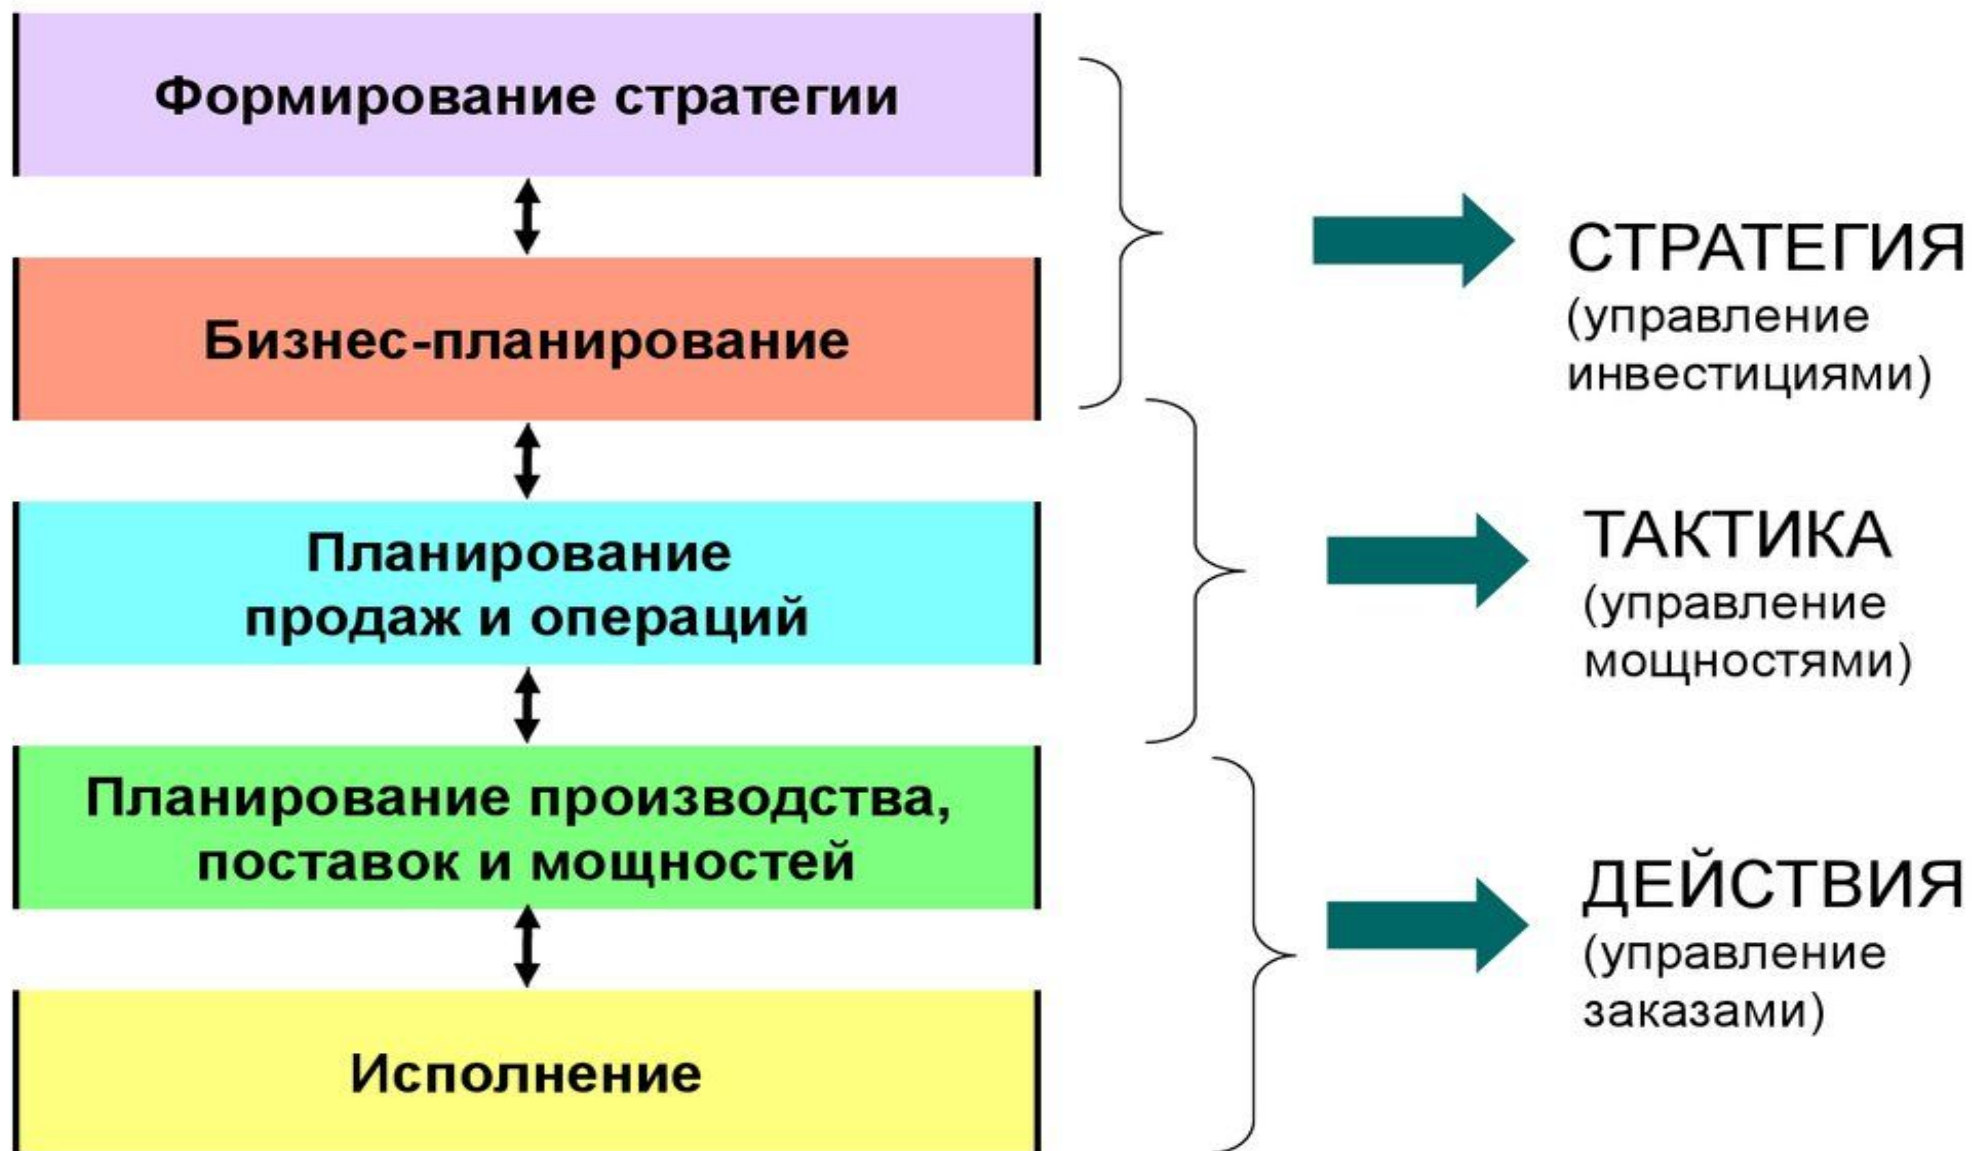 Формирование стратегии
Бизнес-планирование
Планирование
продаж и операций
Планирование производства,
поставок и мощностей
Исполнение
СТРАТЕГИЯ
(управление
инвестициями)
ТАКТИКА
(управление
мощностями)
ДЕЙСТВИЯ
(управление
заказами)